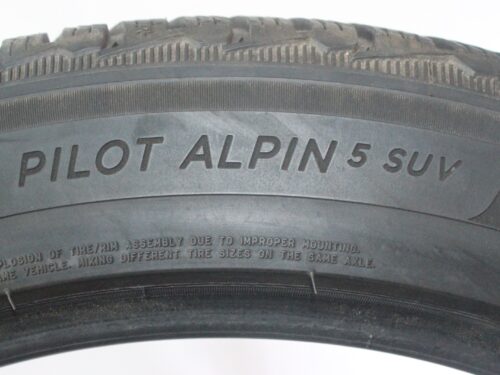 PILOT ALPIN 5 SUV
PLOSION OF TIRE/RIM ASSEMBLY DUE TO IMPROPER MOUNTING.
AME VEHICLE. MIXING DIFFERENT TIRE SIZES ON THE SAME AXLE.